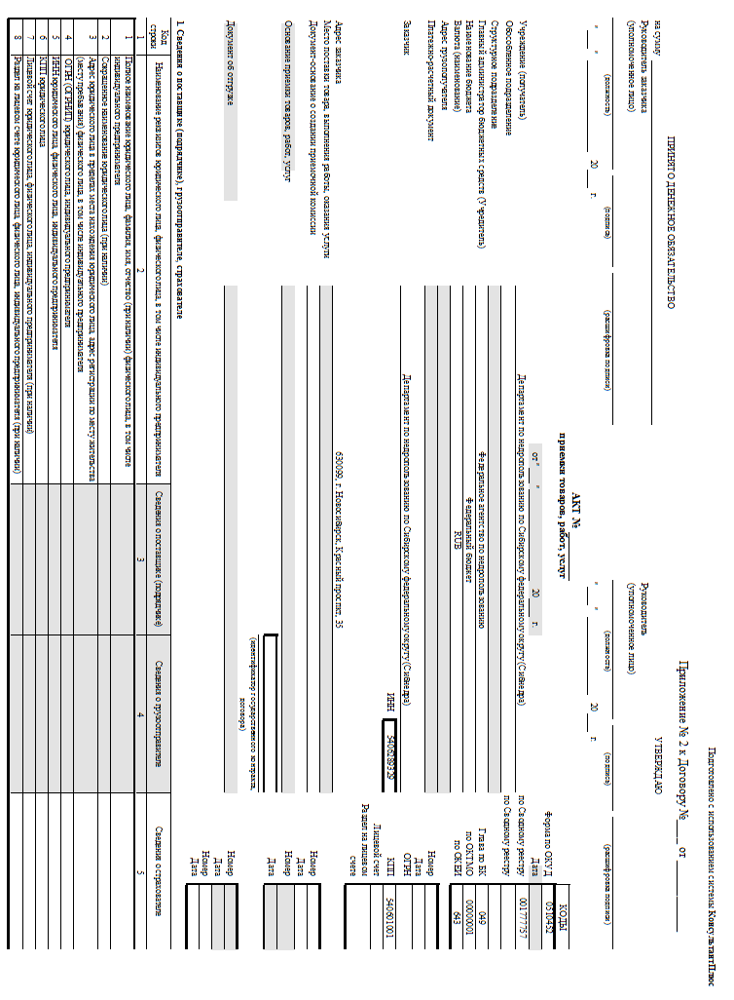 Подготовлено с использованием системы КонсультантПлюс
Приложение № 2 к Договору № ______ от ____________
ПРИНЯТО ДЕНЕЖНОЕ ОБЯЗАТЕЛЬСТВО
УТВЕРЖДАЮ
на сумму
Руководитель заказчика
(уполномоченное лицо)
Руководитель
(уполномоченное лицо)
(должность) (подпись) (расшифровка подписи)
(должность) (подпись) (расшифровка подписи)
" " 20 г.
" " 20 г.
АКТ №
приемки товаров, работ, услуг
КОДЫ
Форма по ОКУД 0510452
от " " 20 г. Дата
Учреждение (получатель) Департамент по недропользованию по Сибирскому федеральному округу (Сибнедра) по Сводному реестру 001777757
Обособленное подразделение по Сводному реестру
Структурное подразделение
Главный администратор бюджетных средств (Учредитель) Федеральное агентство по недропользованию Глава по БК 049
Наименование бюджета Федеральный бюджет по ОКТМО 00000001
Валюта (наименование) RUB по ОКЕИ 643
Адрес грузополучателя
Платежно-расчетный документ Номер
Дата
Заказчик Департамент по недропользованию по Сибирскому федеральному округу (Сибнедра) ОГРН
ИНН 5406289329 КПП 540601001
Лицевой счет
Раздел на лицевом счете
Адрес заказчика 630099, г. Новосибирск, Красный проспект, 35
Место поставки товара, выполнения работы, оказания услуги
Документ-основание о создании приемочной комиссии Номер
Дата
Основание приемки товаров, работ, услуг Номер
Дата
(идентификатор государственного контракта, договора)
Документ об отгрузке Номер
Дата
Номер
Дата
1. Сведения о поставщике (подрядчике), грузоотправителе, страхователе
Код строки Наименование реквизитов юридического лица, физического лица, в том числе индивидуального предпринимателя Сведения о поставщике (подрядчике) Сведения о грузоотправителе Сведения о страхователе
1 2 3 4 5
1 Полное наименование юридического лица, фамилия, имя, отчество (при наличии) физического лица, в том числе индивидуального предпринимателя
2 Сокращенное наименование юридического лица (при наличии)
3 Адрес юридического лица в пределах места нахождения юридического лица, адрес регистрации по месту жительства (месту пребывания) физического лица, в том числе индивидуального предпринимателя
4 ОГРН (ОГРНИП) юридического лица, индивидуального предпринимателя
5 ИНН юридического лица, физического лица, индивидуального предпринимателя
6 КПП юридического лица
7 Лицевой счет юридического лица, физического лица, индивидуального предпринимателя (при наличии)
8 Раздел на лицевом счете юридического лица, физического лица, индивидуального предпринимателя (при наличии)